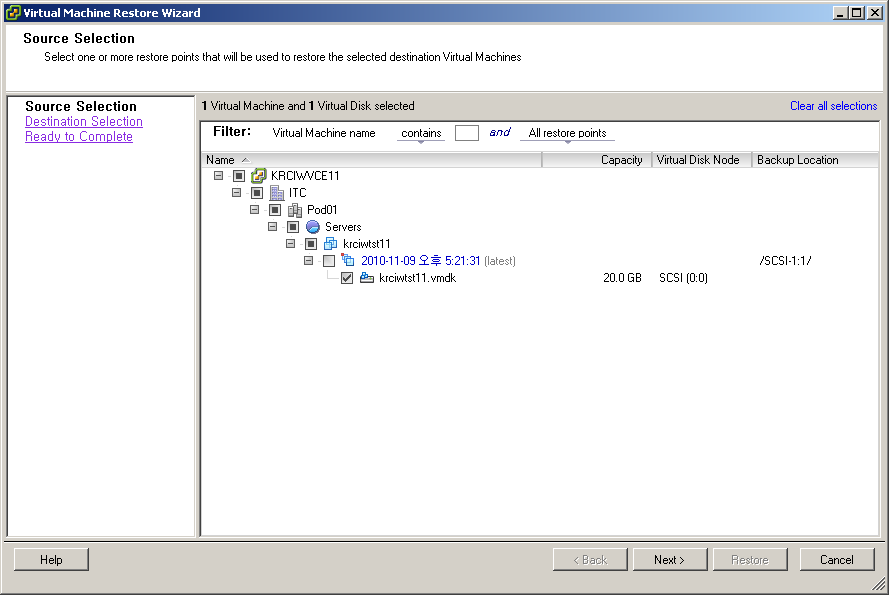 Virtual Machine Restore Wizard
Source Selection
Select one or more restore points that will be used to restore the selected destination Virtual Machines
Source Selection
Destination Selection
Ready to Complete
1 Virtual Machine and 1 Virtual Disk selected
Clear all selections
Filter: Virtual Machine name contains and All restore points
Name Capacity Virtual Disk Node Backup Location
KRCIWVCE11
ITC
Pod01
Servers
krciwtst11
2010-11-09 오후 5:21:31 (latest) /SCSI-1:1/
krciwtst11.vmdk 20.0 GB SCSI (0:0)
Help < Back Next > Restore Cancel